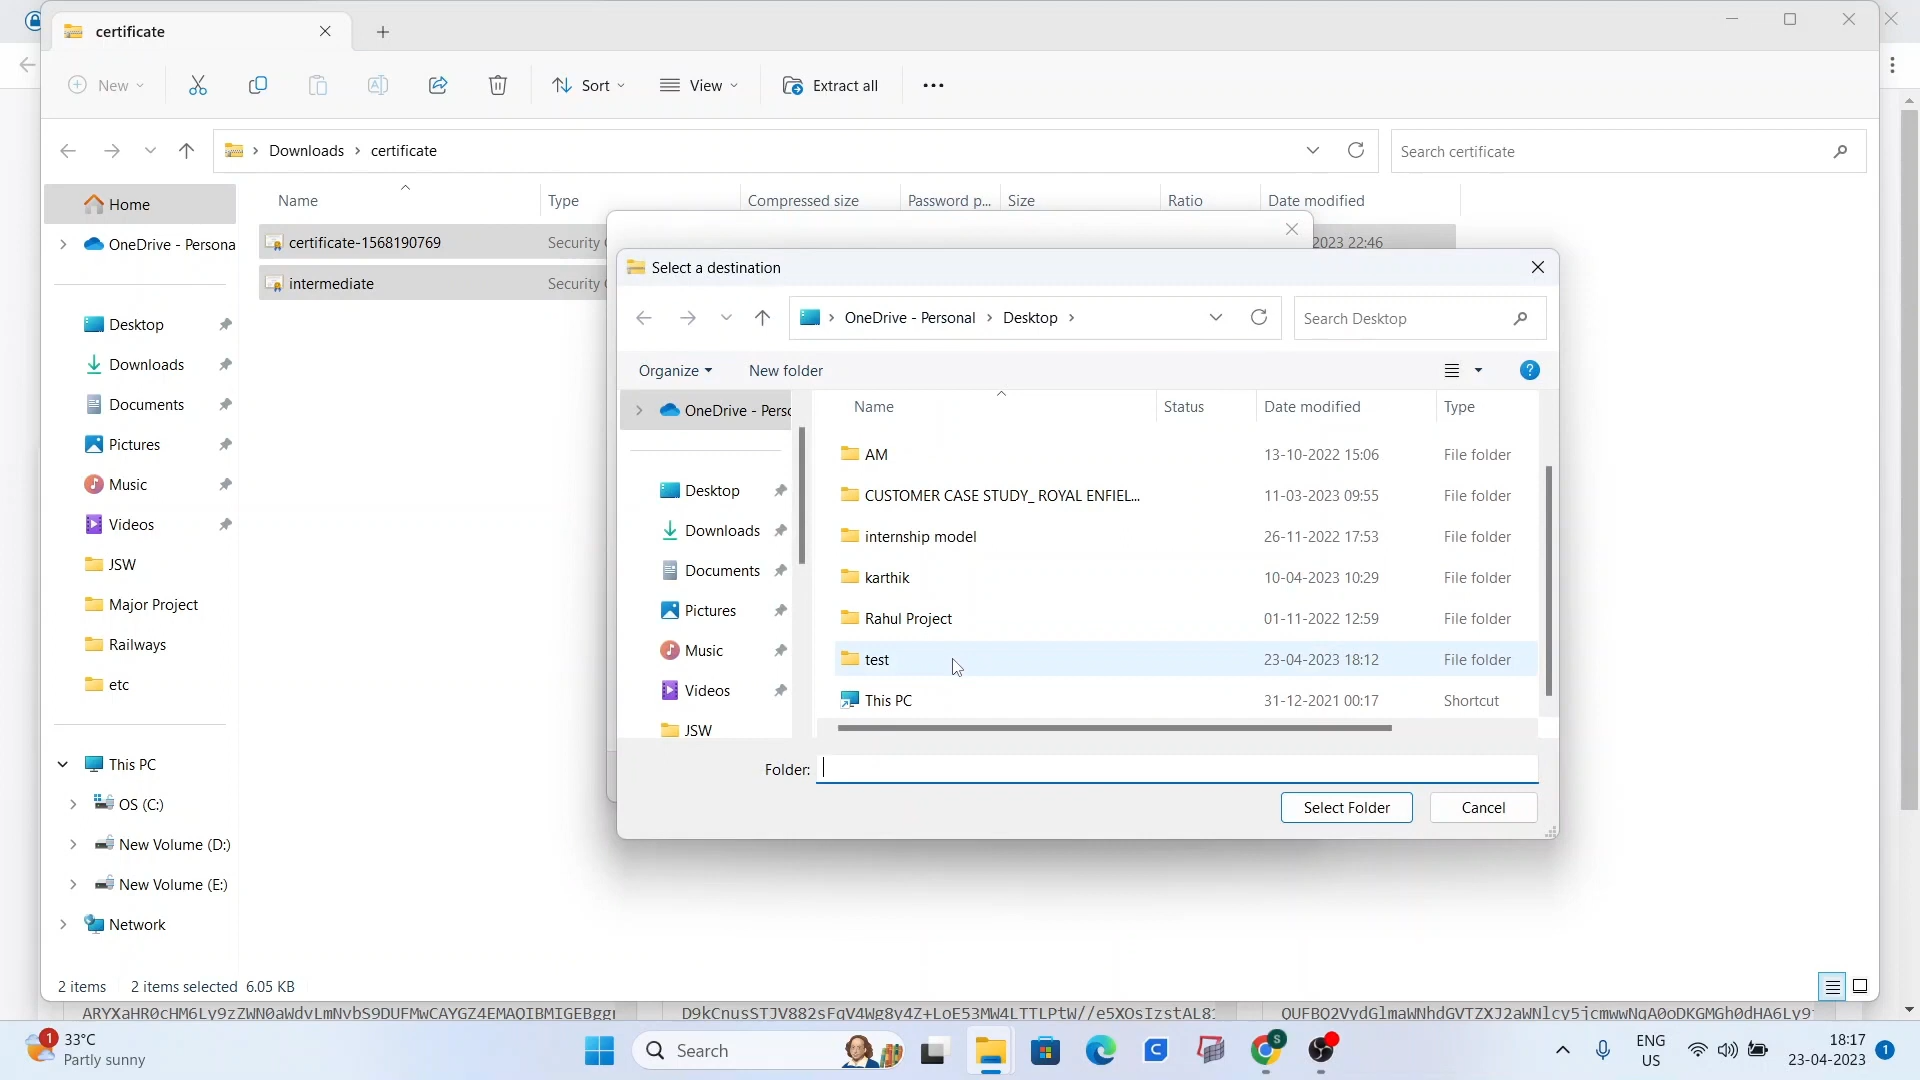 certificate
New
Sort
View
Extract all
Downloads
certificate
Search certificate
Name
Type
Compressed size
Password p...
Size
Ratio
Date modified
Home
OneDrive - Persona
certificate-1568190769
Security
2023 22:46
intermediate
Security
Desktop
Downloads
Documents
Pictures
Music
Videos
JSW
Major Project
Railways
etc
This PC
OS (C:)
New Volume (D:)
New Volume (E:)
Network
Select a destination
OneDrive - Personal
Desktop
Search Desktop
Organize
New folder
?
OneDrive - Perso
Desktop
Downloads
Documents
Pictures
Music
Videos
JSW
Name
Status
Date modified
Type
AM
13-10-2022 15:06
File folder
CUSTOMER CASE STUDY_ ROYAL ENFIEL...
11-03-2023 09:55
File folder
internship model
26-11-2022 17:53
File folder
karthik
10-04-2023 10:29
File folder
Rahul Project
01-11-2022 12:59
File folder
test
23-04-2023 18:12
File folder
This PC
31-12-2021 00:17
Shortcut
Folder:
Select Folder
Cancel
2 items
2 items selected
6.05 KB
1
33°C
Partly sunny
Search
S
ENG
US
18:17
23-04-2023
1